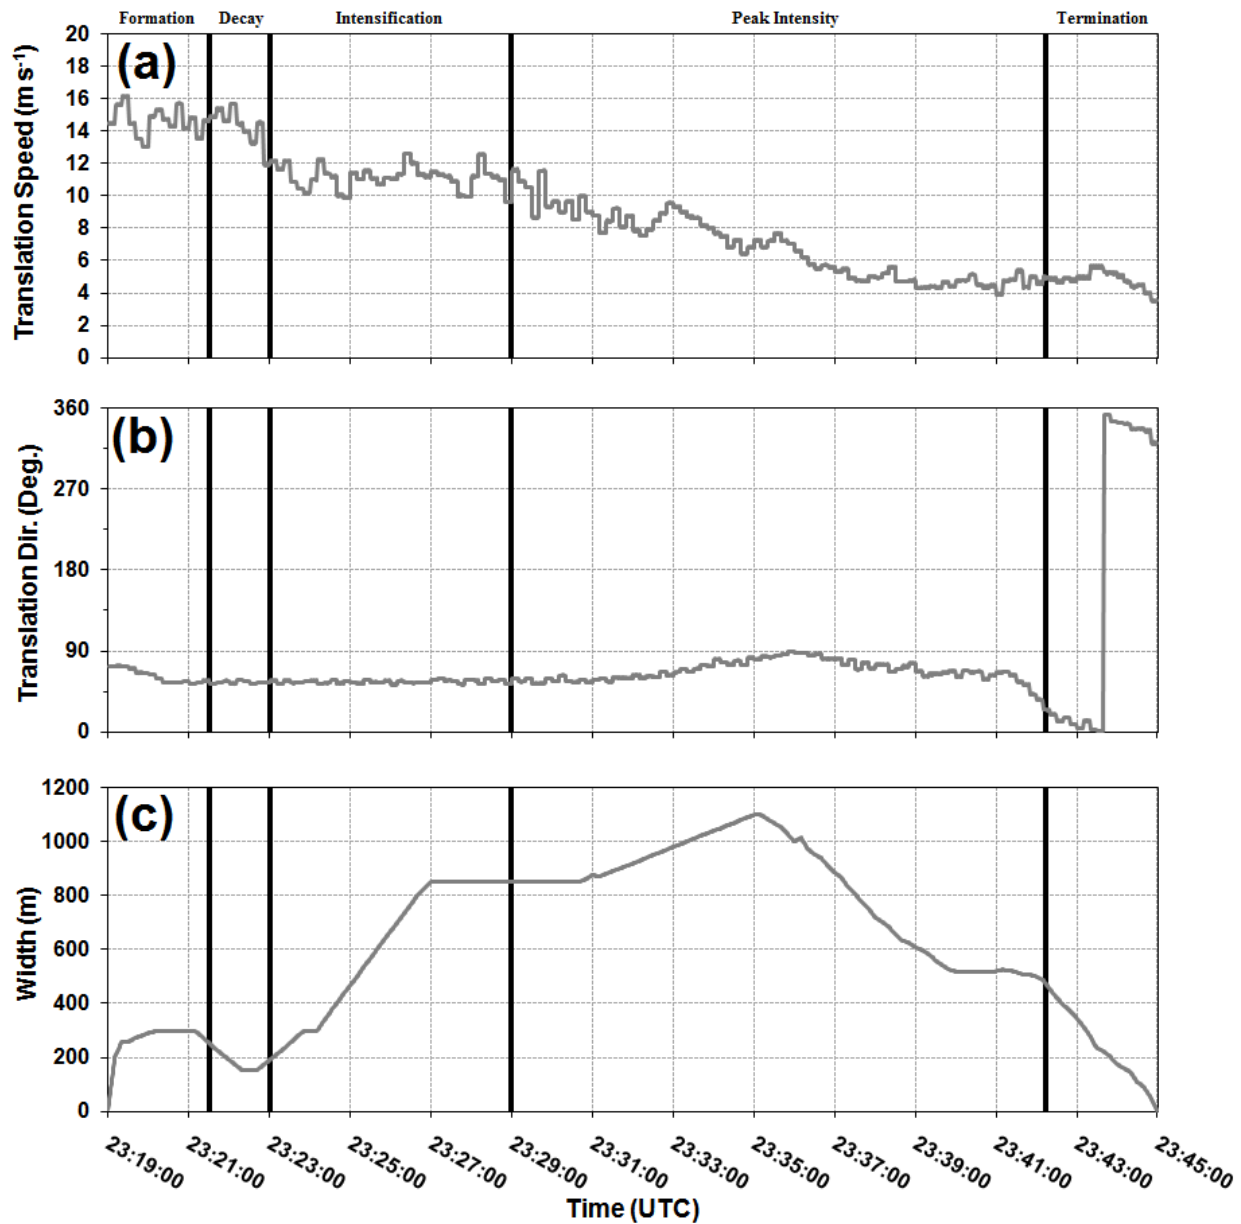 Formation Decay Intensification Peak Intensity Termination
(a)
Translation Speed (m s-1)
20
18
16
14
12
10
8
6
4
2
0
(b)
Translation Dir. (Deg.)
360
270
180
90
0
(c)
Width (m)
1200
1000
800
600
400
200
0
23:19:00 23:21:00 23:23:00 23:25:00 23:27:00 23:29:00 23:31:00 23:33:00 23:35:00 23:37:00 23:39:00 23:41:00 23:43:00 23:45:00
Time (UTC)